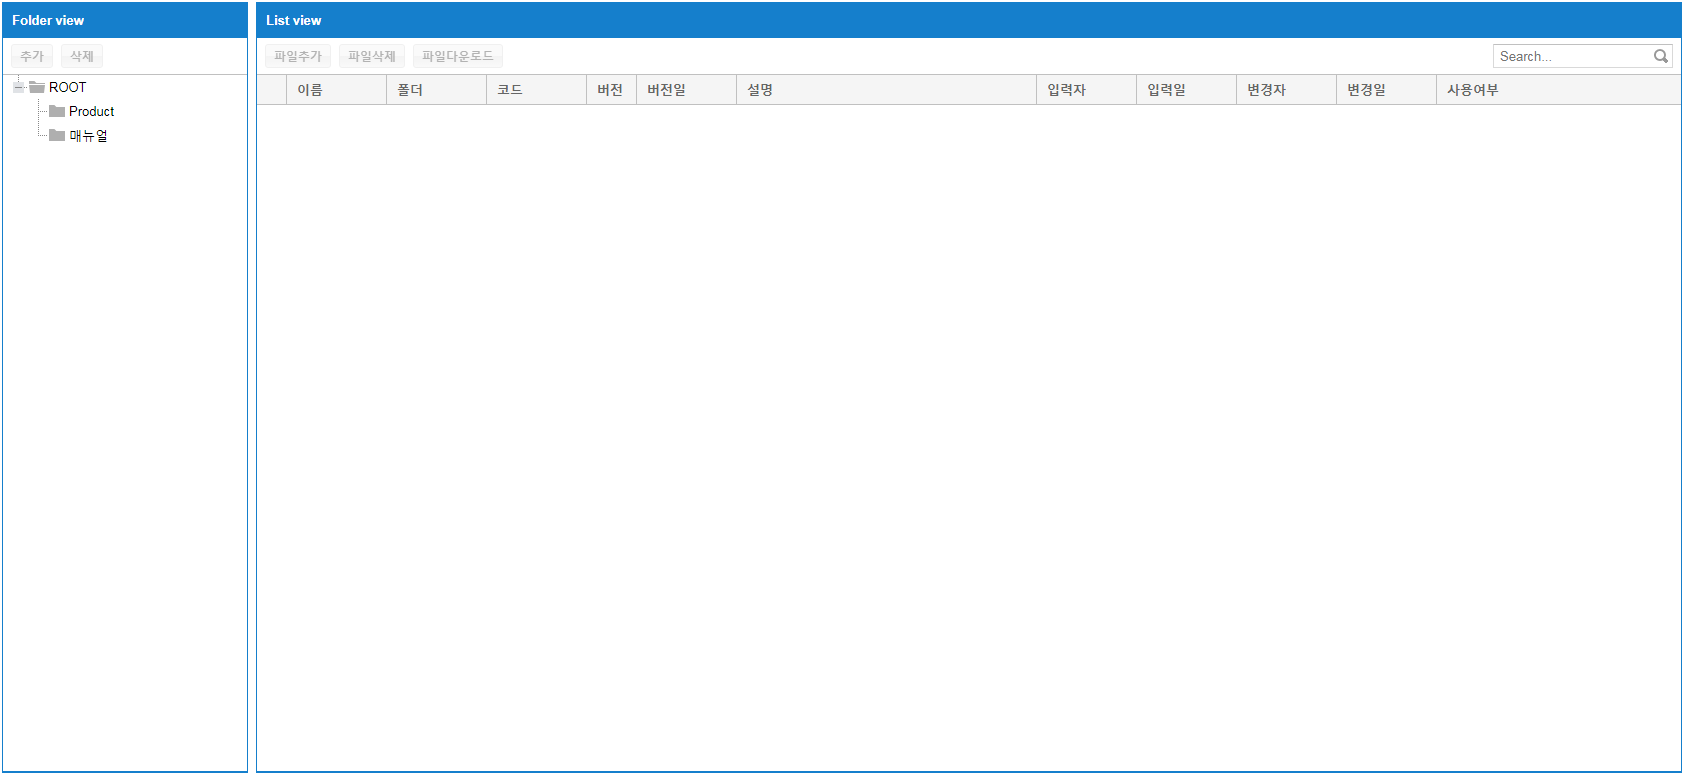 Folder view
추가 삭제
ROOT
Product
매뉴얼
List view
파일추가 파일삭제 파일다운로드 Search...
이름 폴더 코드 버전 버전일 설명 입력자 입력일 변경자 변경일 사용여부